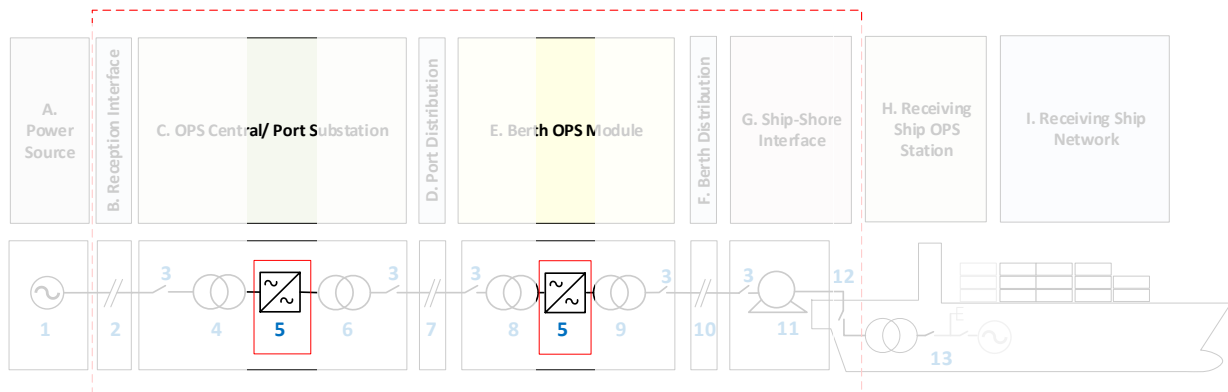 A.
Power
Source
B. Reception Interface
C. OPS Central/ Port Substation
D. Port Distribution
E. Berth OPS Module
F. Berth Distribution
G. Ship-Shore
Interface
H. Receiving
Ship OPS
Station
I. Receiving Ship
Network
3
3
3
3
3
12
E
1
2
4
5
6
7
8
5
9
10
11
13